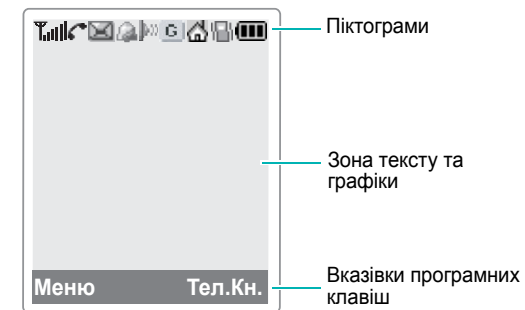 G
Піктограми
Зона тексту та
графіки
Меню
Тел.Кн.
Вказівки програмних
клавіш